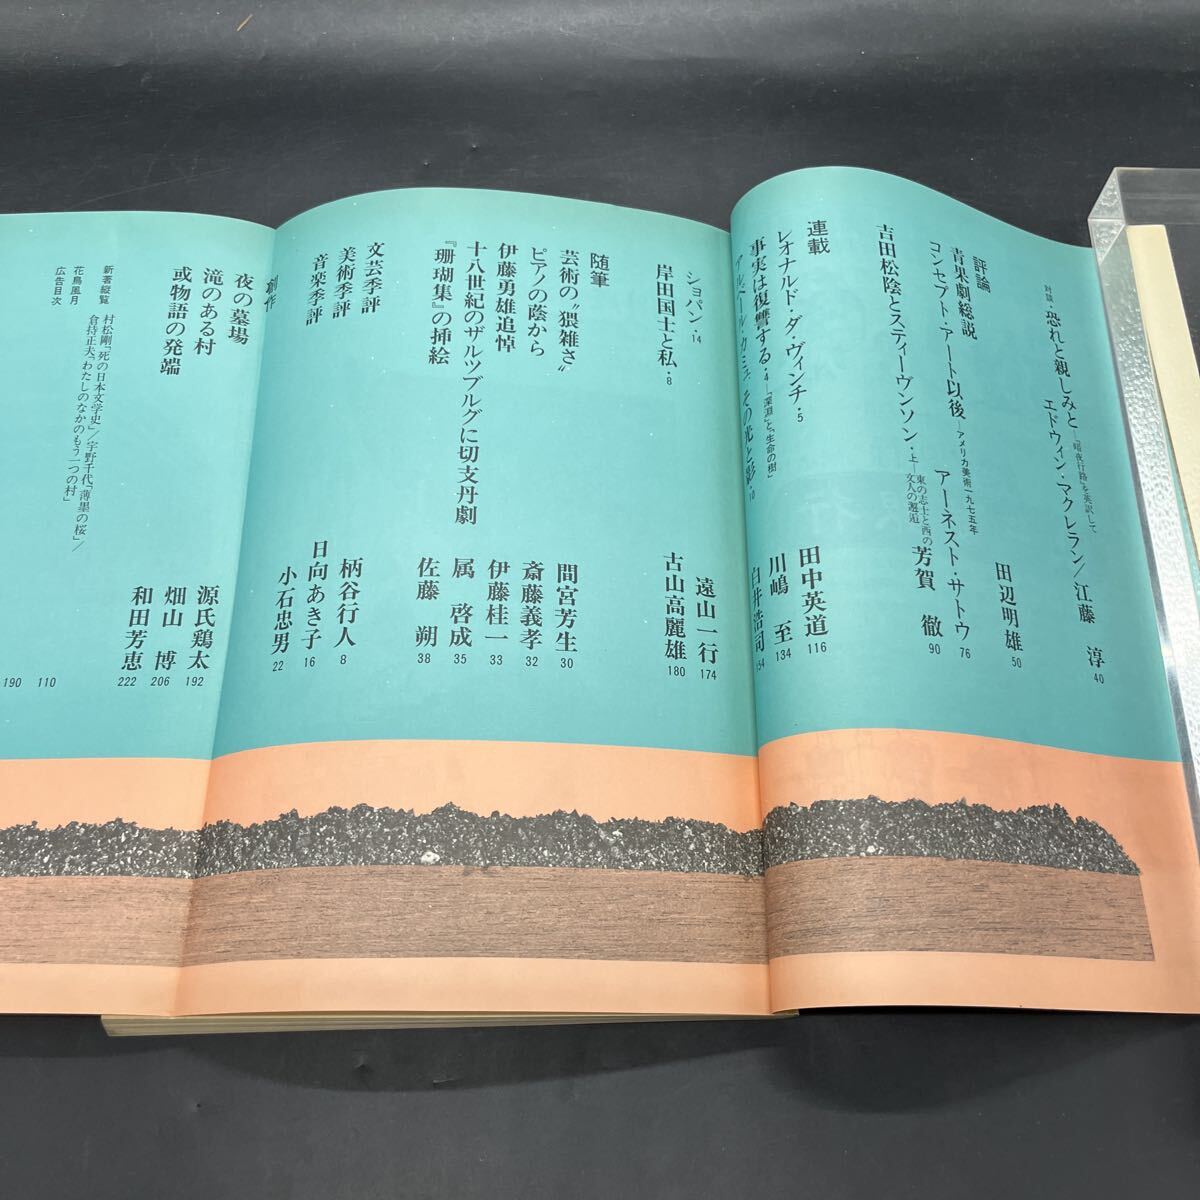 対談・恐れと親しみと―『暗夜行路』を英訳して
エドウィン・マクレラン／江藤 淳 40
評論
青果劇総説 田辺明雄 50
コンセプト・アート以後―アメリカ美術一九七五年 アーネスト・サトウ 76
吉田松陰とスティーヴンソン・上―東の志士と西の文人の邂逅 芳賀 徹 90
連載
レオナルド・ダ・ヴィンチ・5 田中英道 116
事実は復讐する・4―「深淵」と「生命の樹」 川嶋 至 134
アルベール・カミュ その光と影・10 白井浩司 154
ショパン・14 遠山一行 174
岸田国士と私・8 古山高麗雄 180
随筆
芸術の〝猥雑さ〟 間宮芳生 30
ピアノの陰から 斎藤義孝 32
伊藤勇雄追悼 伊藤桂一 33
十八世紀のザルツブルグに切支丹劇 属 啓成 35
『珊瑚集』の挿絵 佐藤 朔 38
文芸季評 柄谷行人 8
美術季評 日向あき子 16
音楽季評 小石忠男 22
創作
夜の墓場 源氏鶏太 192
滝のある村 畑山 博 206
或物語の発端 和田芳恵 222
新著縦覧 村松剛「死の日本文学史」／宇野千代「薄墨の桜」／
倉持正夫「わたしのなかのもう一つの村」
花鳥風月 110
広告目次 190